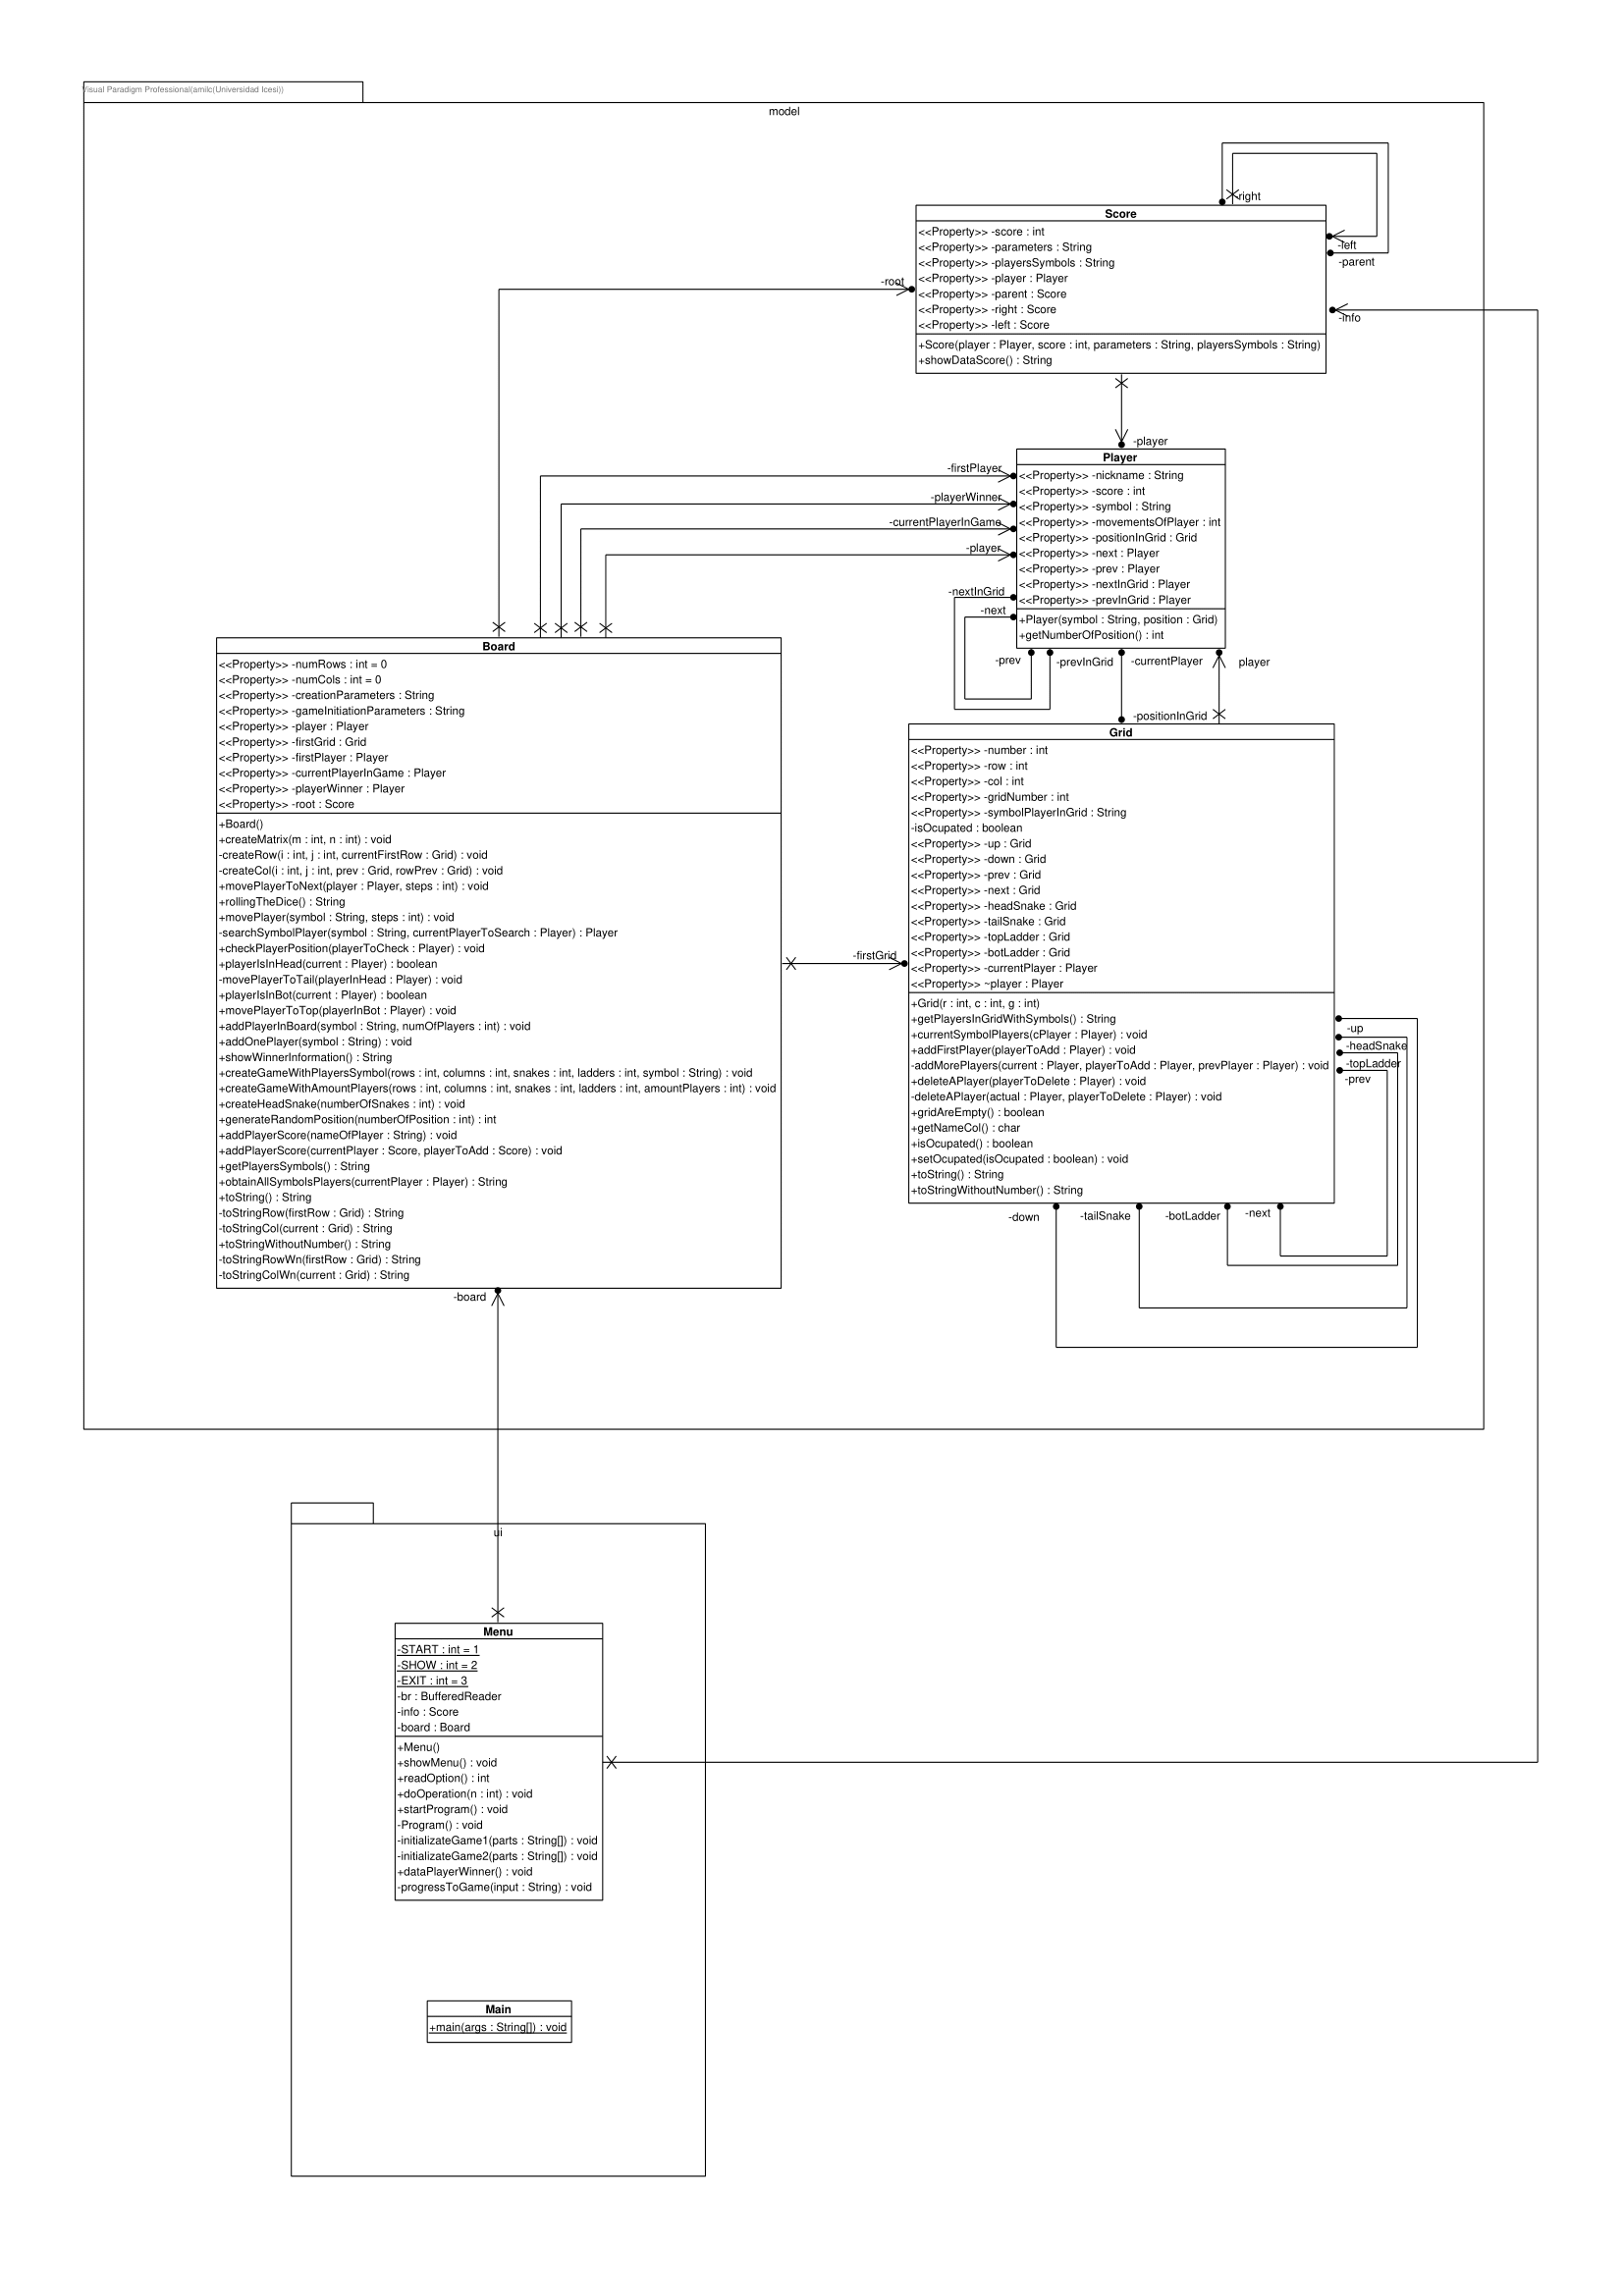 Visual Paradigm Professional(amilc(Universidad Icesi))
model
-right
Score
<<Property>> -score : int
<<Property>> -parameters : String
<<Property>> -playersSymbols : String
<<Property>> -player : Player
<<Property>> -parent : Score
<<Property>> -right : Score
<<Property>> -left : Score
+Score(player : Player, score : int, parameters : String, playersSymbols : String)
+showDataScore() : String
-left
-parent
-root
-info
-player
Player
<<Property>> -nickname : String
<<Property>> -score : int
<<Property>> -symbol : String
<<Property>> -movementsOfPlayer : int
<<Property>> -positionInGrid : Grid
<<Property>> -next : Player
<<Property>> -prev : Player
<<Property>> -nextInGrid : Player
<<Property>> -prevInGrid : Player
+Player(symbol : String, position : Grid)
+getNumberOfPosition() : int
-firstPlayer
-playerWinner
-currentPlayerInGame
-player
-nextInGrid
-next
-prev
-prevInGrid
-currentPlayer
player
-positionInGrid
Board
<<Property>> -numRows : int = 0
<<Property>> -numCols : int = 0
<<Property>> -creationParameters : String
<<Property>> -gameInitiationParameters : String
<<Property>> -player : Player
<<Property>> -firstGrid : Grid
<<Property>> -firstPlayer : Player
<<Property>> -currentPlayerInGame : Player
<<Property>> -playerWinner : Player
<<Property>> -root : Score
+Board()
+createMatrix(m : int, n : int) : void
-createRow(i : int, j : int, currentFirstRow : Grid) : void
-createCol(i : int, j : int, prev : Grid, rowPrev : Grid) : void
+movePlayerToNext(player : Player, steps : int) : void
+rollingTheDice() : String
+movePlayer(symbol : String, steps : int) : void
-searchSymbolPlayer(symbol : String, currentPlayerToSearch : Player) : Player
+checkPlayerPosition(playerToCheck : Player) : void
+playerIsInHead(current : Player) : boolean
-movePlayerToTail(playerInHead : Player) : void
+playerIsInBot(current : Player) : boolean
+movePlayerToTop(playerInBot : Player) : void
+addPlayerInBoard(symbol : String, numOfPlayers : int) : void
+addOnePlayer(symbol : String) : void
+showWinnerInformation() : String
+createGameWithPlayersSymbol(rows : int, columns : int, snakes : int, ladders : int, symbol : String) : void
+createGameWithAmountPlayers(rows : int, columns : int, snakes : int, ladders : int, amountPlayers : int) : void
+createHeadSnake(numberOfSnakes : int) : void
+generateRandomPosition(numberOfPosition : int) : int
+addPlayerScore(nameOfPlayer : String) : void
+addPlayerScore(currentPlayer : Score, playerToAdd : Score) : void
+getPlayersSymbols() : String
+obtainAllSymbolsPlayers(currentPlayer : Player) : String
+toString() : String
-toStringRow(firstRow : Grid) : String
-toStringCol(current : Grid) : String
+toStringWithoutNumber() : String
-toStringRowWn(firstRow : Grid) : String
-toStringColWn(current : Grid) : String
-firstGrid
Grid
<<Property>> -number : int
<<Property>> -row : int
<<Property>> -col : int
<<Property>> -gridNumber : int
<<Property>> -symbolPlayerInGrid : String
-isOcupated : boolean
<<Property>> -up : Grid
<<Property>> -down : Grid
<<Property>> -prev : Grid
<<Property>> -next : Grid
<<Property>> -headSnake : Grid
<<Property>> -tailSnake : Grid
<<Property>> -topLadder : Grid
<<Property>> -botLadder : Grid
<<Property>> -currentPlayer : Player
<<Property>> ~player : Player
+Grid(r : int, c : int, g : int)
+getPlayersInGridWithSymbols() : String
+currentSymbolPlayers(cPlayer : Player) : void
+addFirstPlayer(playerToAdd : Player) : void
-addMorePlayers(current : Player, playerToAdd : Player, prevPlayer : Player) : void
+deleteAPlayer(playerToDelete : Player) : void
-deleteAPlayer(actual : Player, playerToDelete : Player) : void
+gridAreEmpty() : boolean
+getNameCol() : char
+isOcupated() : boolean
+setOcupated(isOcupated : boolean) : void
+toString() : String
+toStringWithoutNumber() : String
-up
-headSnake
-topLadder
-prev
-down
-tailSnake
-botLadder
-next
-board
ui
Menu
-START : int = 1
-SHOW : int = 2
-EXIT : int = 3
-br : BufferedReader
-info : Score
-board : Board
+Menu()
+showMenu() : void
+readOption() : int
+doOperation(n : int) : void
+startProgram() : void
-Program() : void
-initializateGame1(parts : String[]) : void
-initializateGame2(parts : String[]) : void
+dataPlayerWinner() : void
-progressToGame(input : String) : void
Main
+main(args : String[]) : void